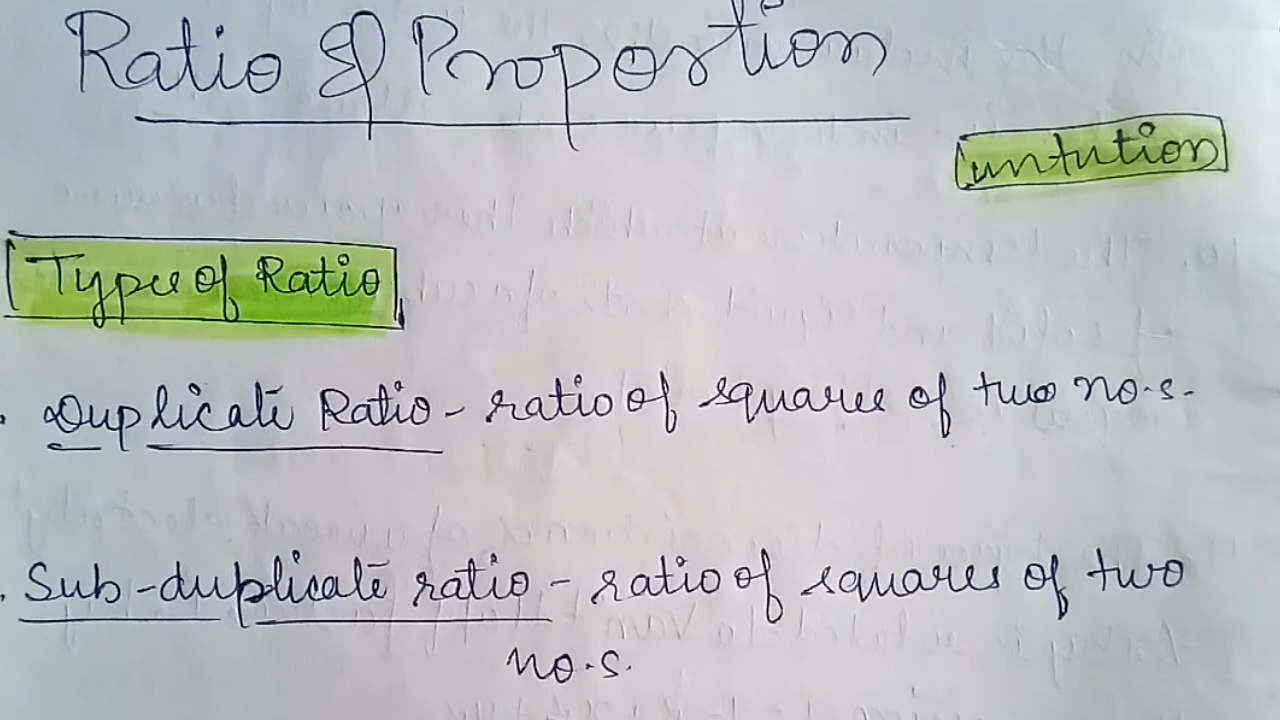 Ratio & Proportion
untution
Type of Ratio
. Duplicate Ratio - ratio of squares of two no.s.
. Sub-duplicate ratio - ratio of squares of two
no.s.